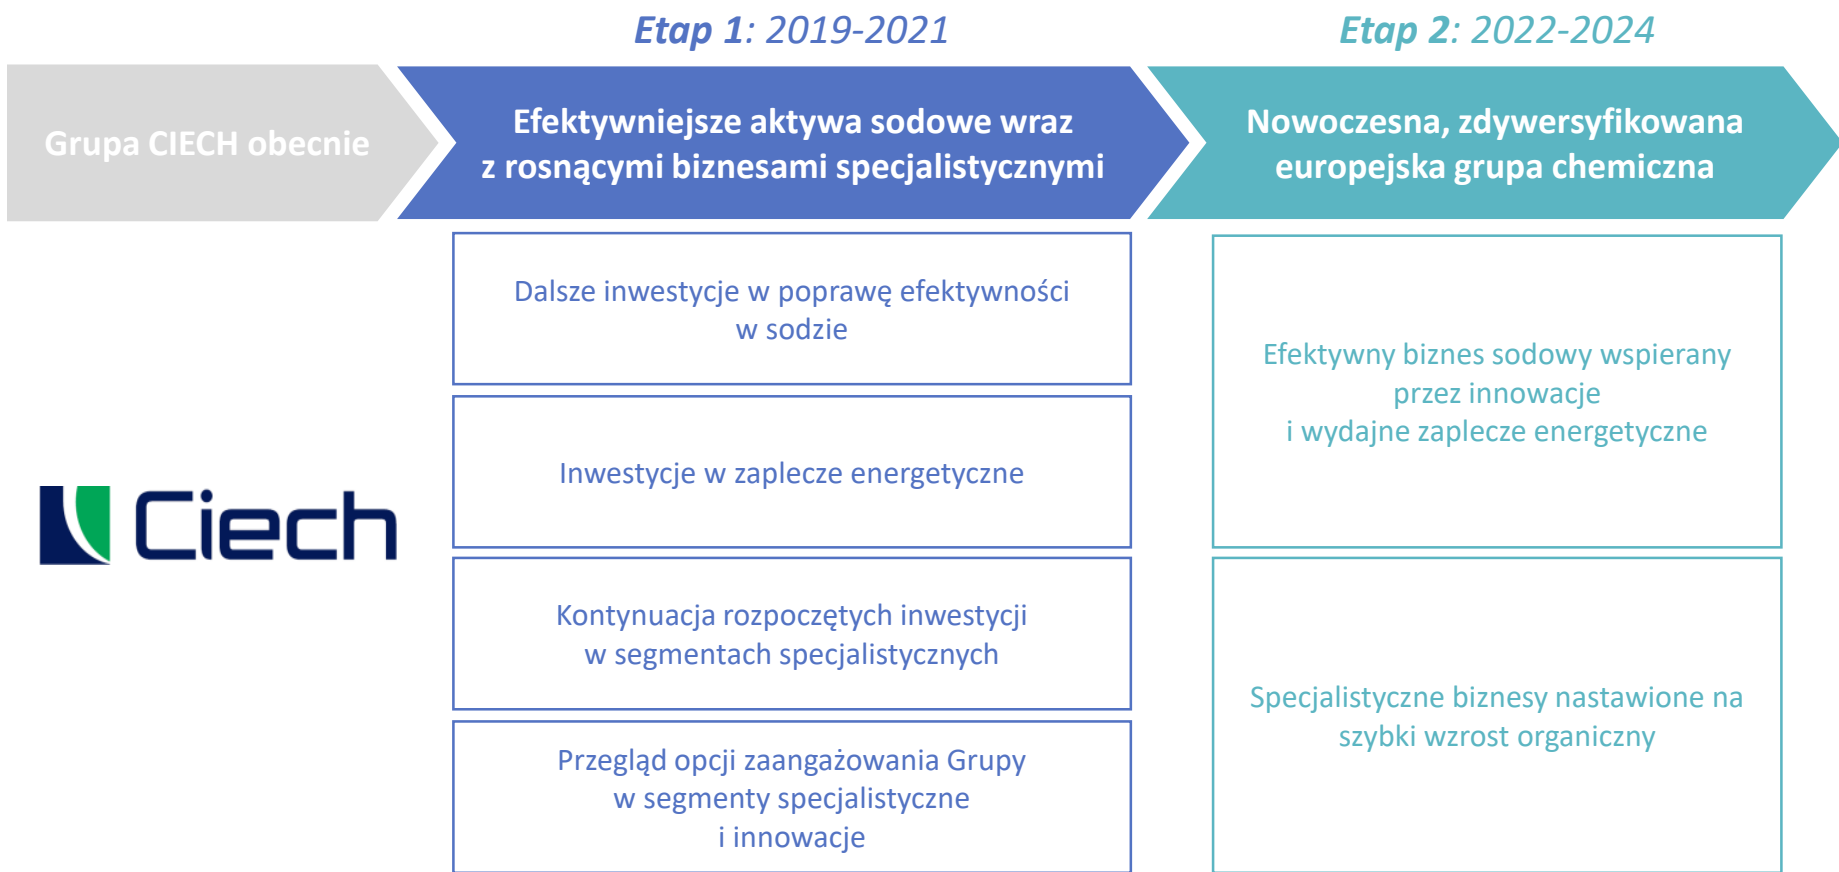 Etap 1: 2019-2021
Etap 2: 2022-2024
Grupa CIECH obecnie
Efektywniejsze aktywa sodowe wraz
z rosnącymi biznesami specjalistycznymi
Nowoczesna, zdywersyfikowana
europejska grupa chemiczna
Ciech
Dalsze inwestycje w poprawę efektywności
w sodzie
Inwestycje w zaplecze energetyczne
Kontynuacja rozpoczętych inwestycji
w segmentach specjalistycznych
Przegląd opcji zaangażowania Grupy
w segmenty specjalistyczne
i innowacje
Efektywny biznes sodowy wspierany
przez innowacje
i wydajne zaplecze energetyczne
Specjalistyczne biznesy nastawione na
szybki wzrost organiczny